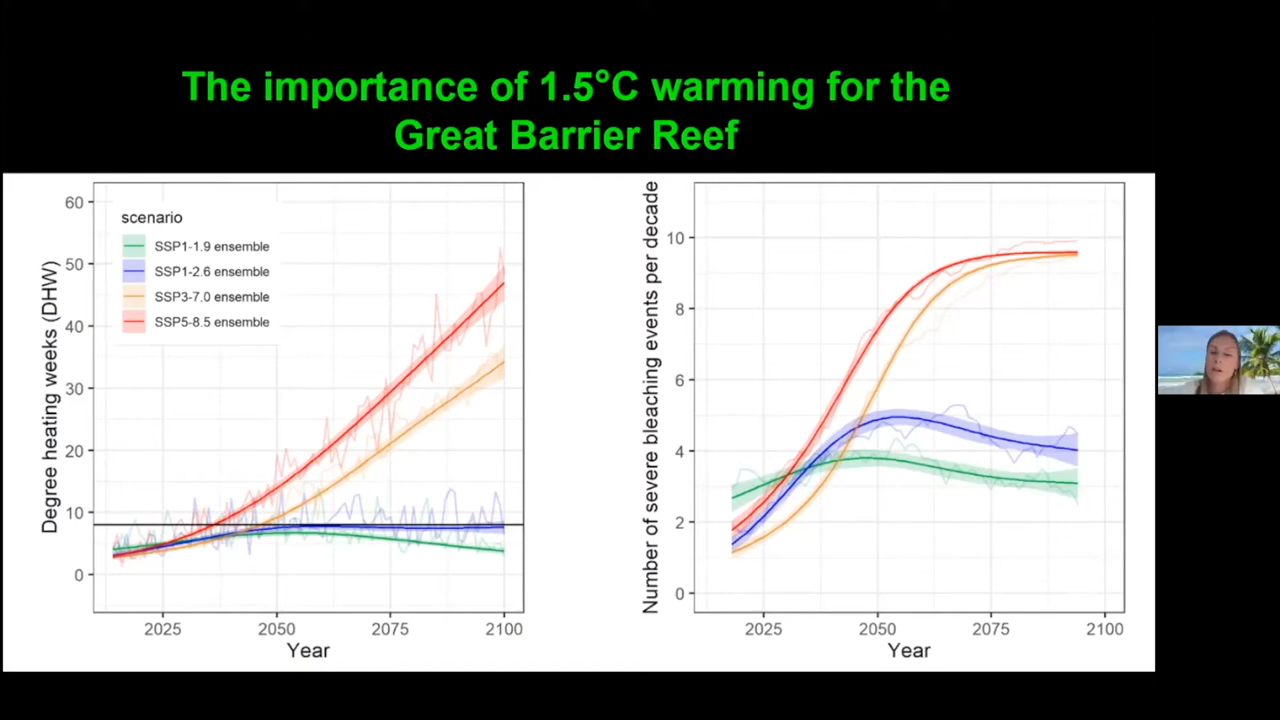 The importance of 1.5°C warming for the
Great Barrier Reef
Degree heating weeks (DHW)
60
50
40
30
20
10
0
scenario
SSP1-1.9 ensemble
SSP1-2.6 ensemble
SSP3-7.0 ensemble
SSP5-8.5 ensemble
2025
2050
2075
2100
Year
Number of severe bleaching events per decade
10
8
6
4
2
0
2025
2050
2075
2100
Year